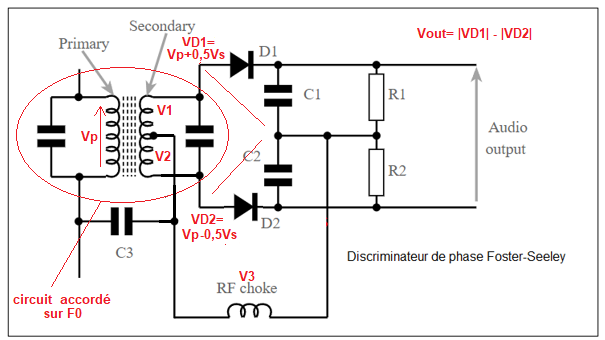 Secondary
Primary
VD1=
Vp+0,5Vs
Vout= |VD1| - |VD2|
D1
V1
C1
R1
Vp
Audio
output
V2
C2
R2
VD2=
Vp-0,5Vs
D2
C3
V3
RF choke
Discriminateur de phase Foster-Seeley
circuit accordé
sur F0